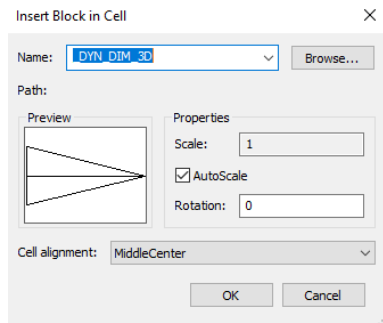 Insert Block in Cell
Name: _DYN_DIM_3D Browse...
Path:
Preview
Properties
Scale: 1
AutoScale
Rotation: 0
Cell alignment: MiddleCenter
OK Cancel